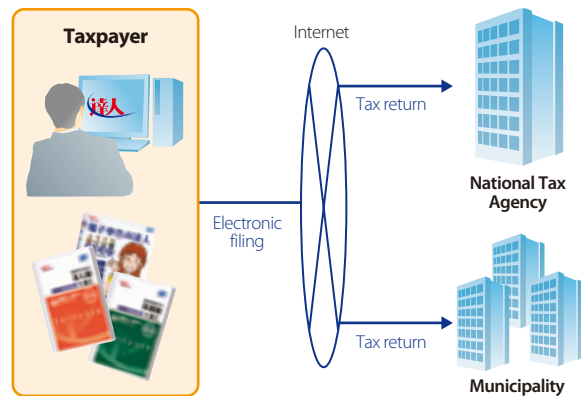 Taxpayer
達人
Internet
Electronic
filing
Tax return
National Tax
Agency
Tax return
Municipality